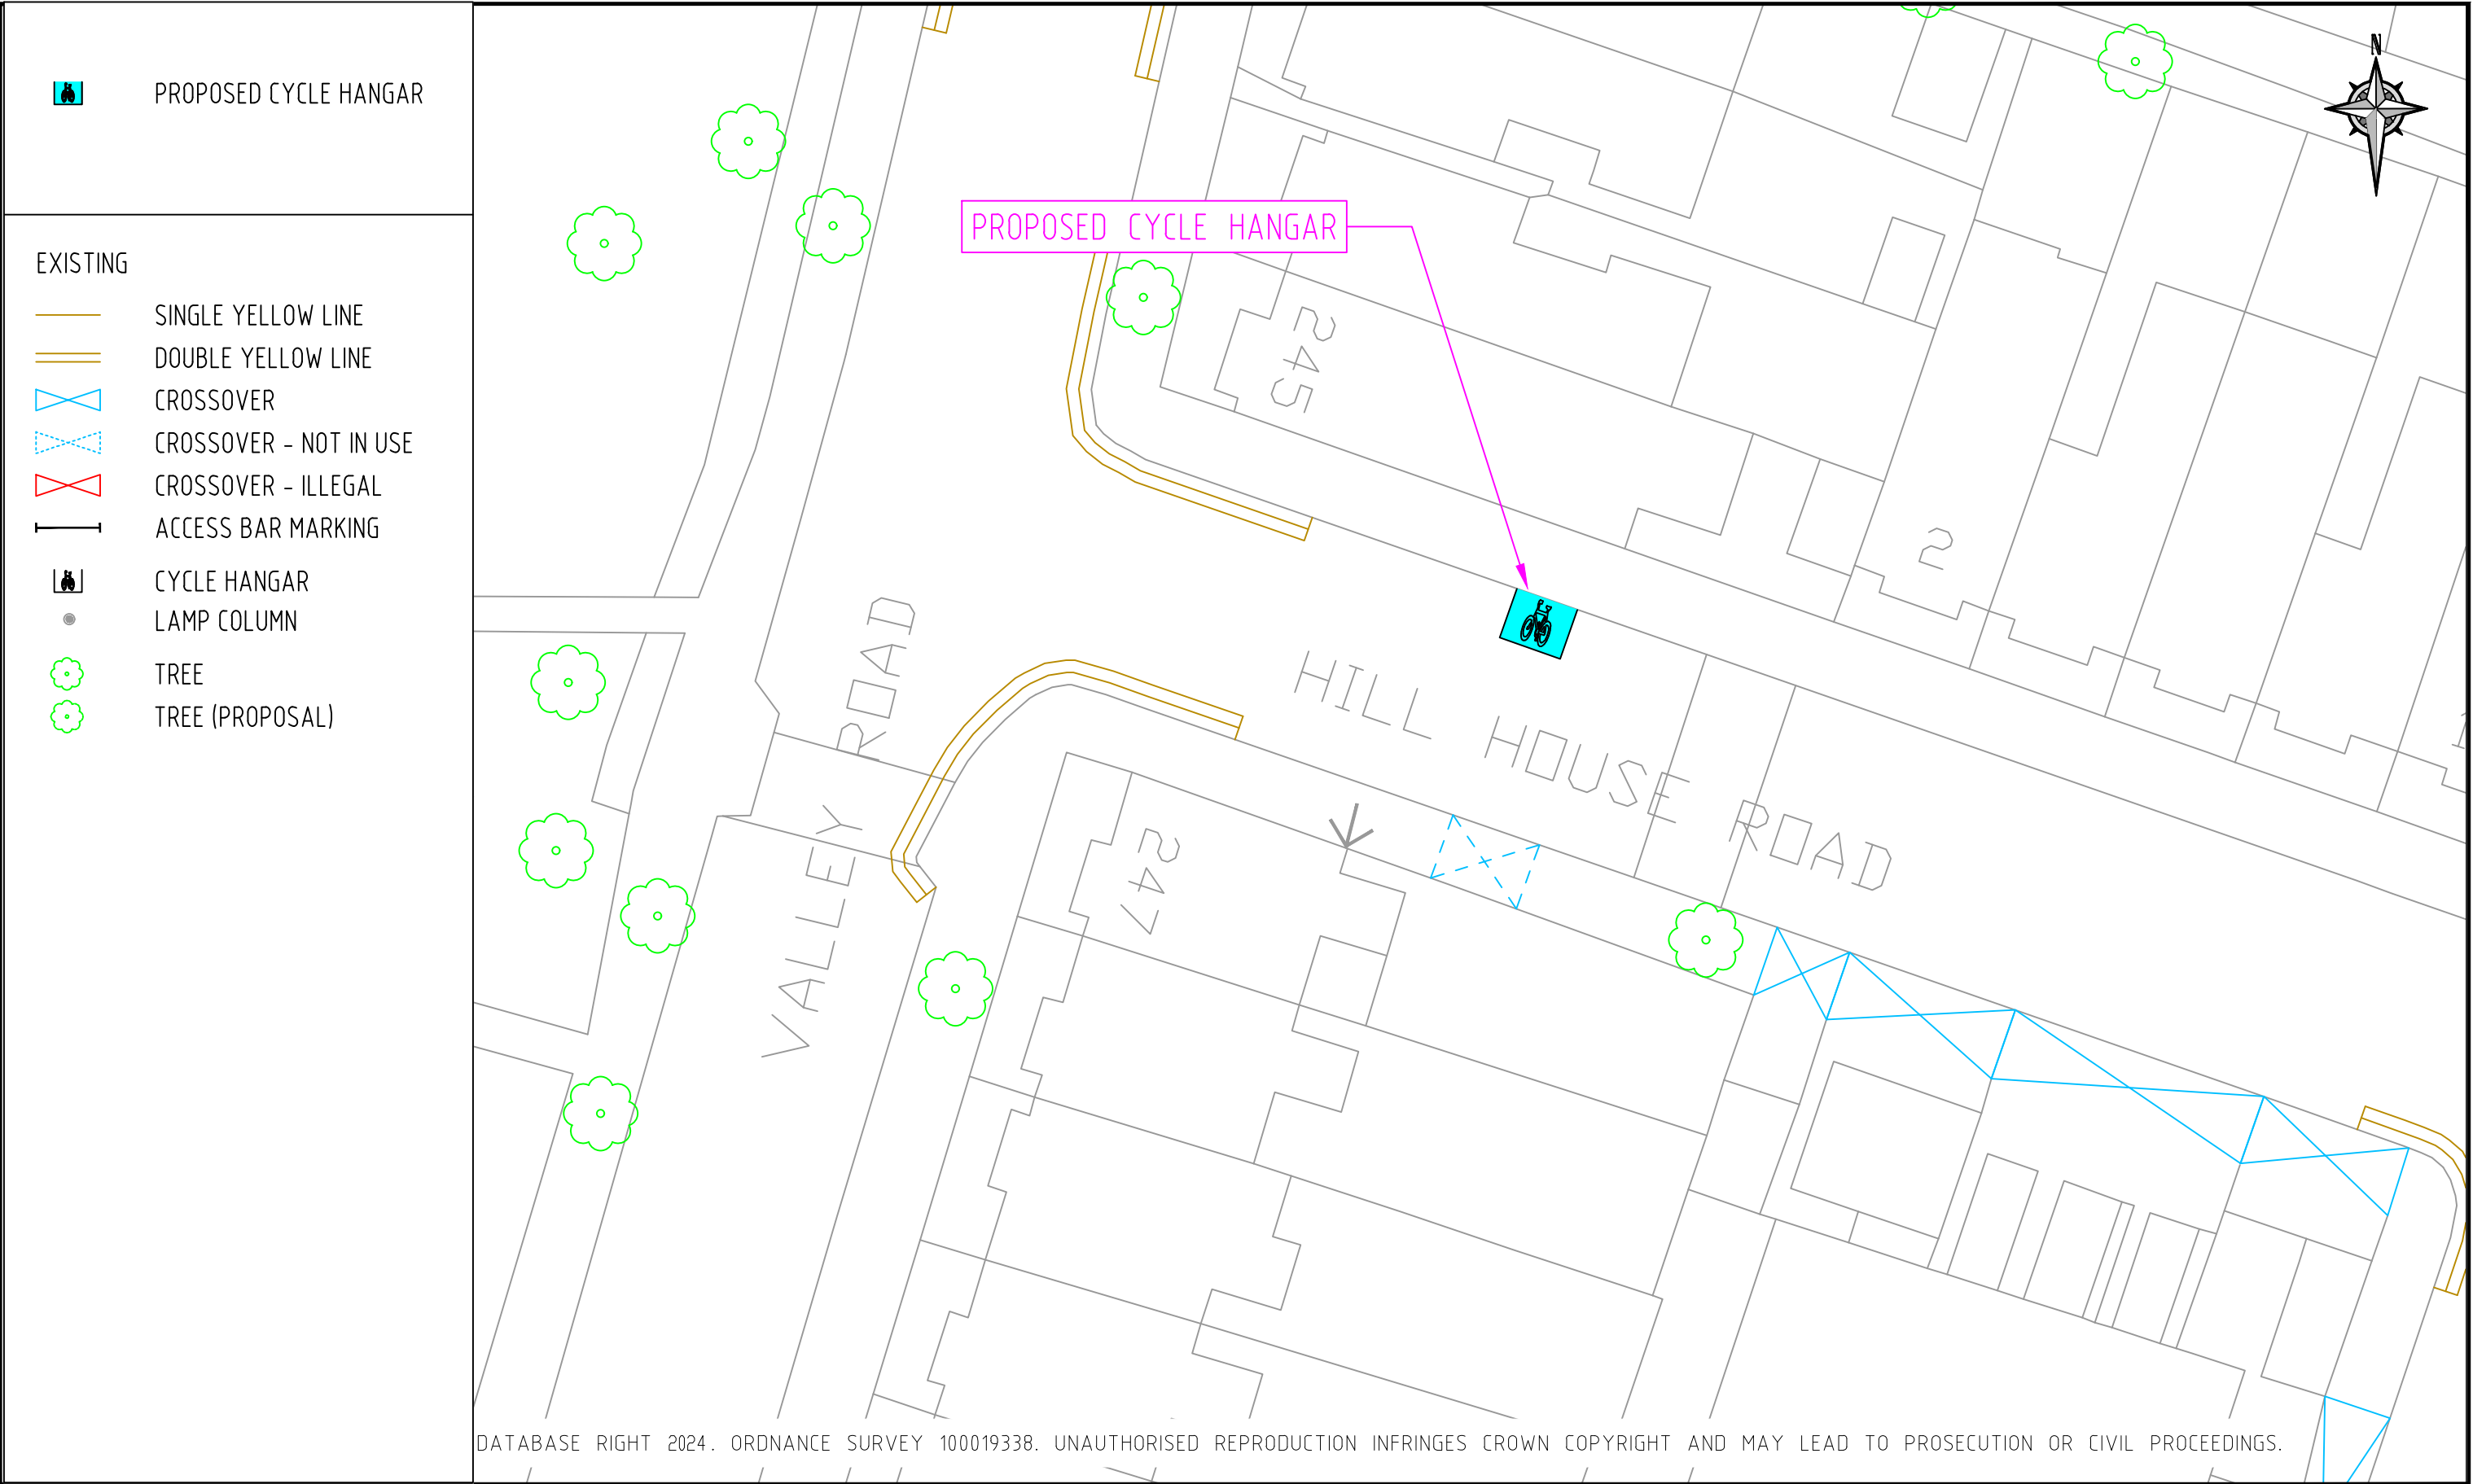 PROPOSED CYCLE HANGAR
EXISTING
SINGLE YELLOW LINE
DOUBLE YELLOW LINE
CROSSOVER
CROSSOVER - NOT IN USE
CROSSOVER - ILLEGAL
ACCESS BAR MARKING
CYCLE HANGAR
LAMP COLUMN
TREE
TREE (PROPOSAL)
N
PROPOSED CYCLE HANGAR
542
2
HILL HOUSE ROAD
VALLEY ROAD
742
DATABASE RIGHT 2024. ORDNANCE SURVEY 100019338. UNAUTHORISED REPRODUCTION INFRINGES CROWN COPYRIGHT AND MAY LEAD TO PROSECUTION OR CIVIL PROCEEDINGS.